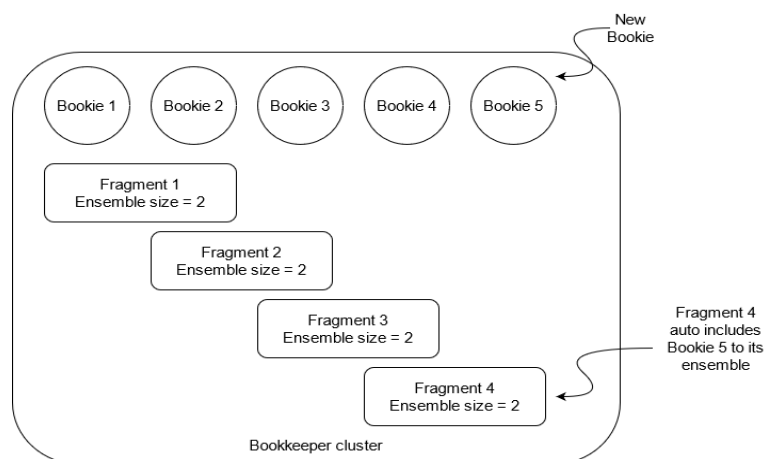 New
Bookie
Bookie 1
Bookie 2
Bookie 3
Bookie 4
Bookie 5
Fragment 1
Ensemble size = 2
Fragment 2
Ensemble size = 2
Fragment 3
Ensemble size = 2
Fragment 4
auto includes
Bookie 5 to its
ensemble
Fragment 4
Ensemble size = 2
Bookkeeper cluster